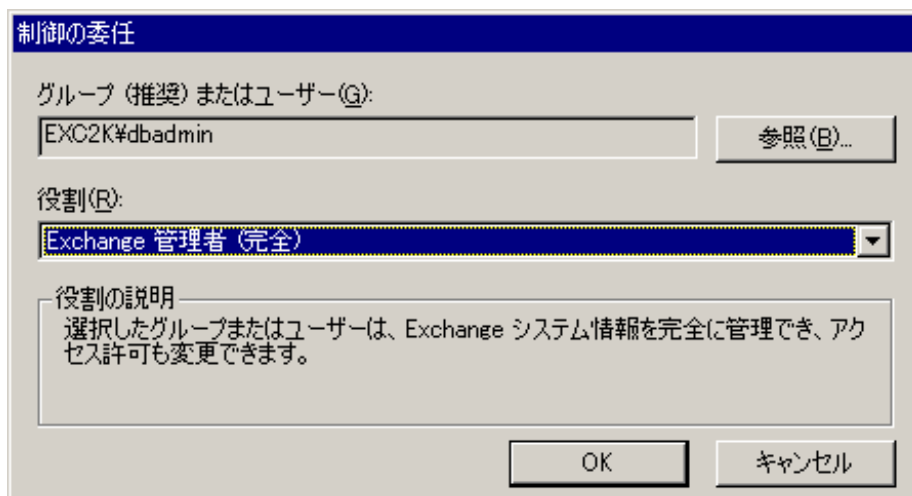 制御の委任
グループ (推奨) またはユーザー(G):
EXC2K¥dbadmin
参照(B)...
役割(R):
Exchange 管理者 (完全)
役割の説明
選択したグループまたはユーザーは、Exchange システム情報を完全に管理でき、アク
セス許可も変更できます。
OK
キャンセル